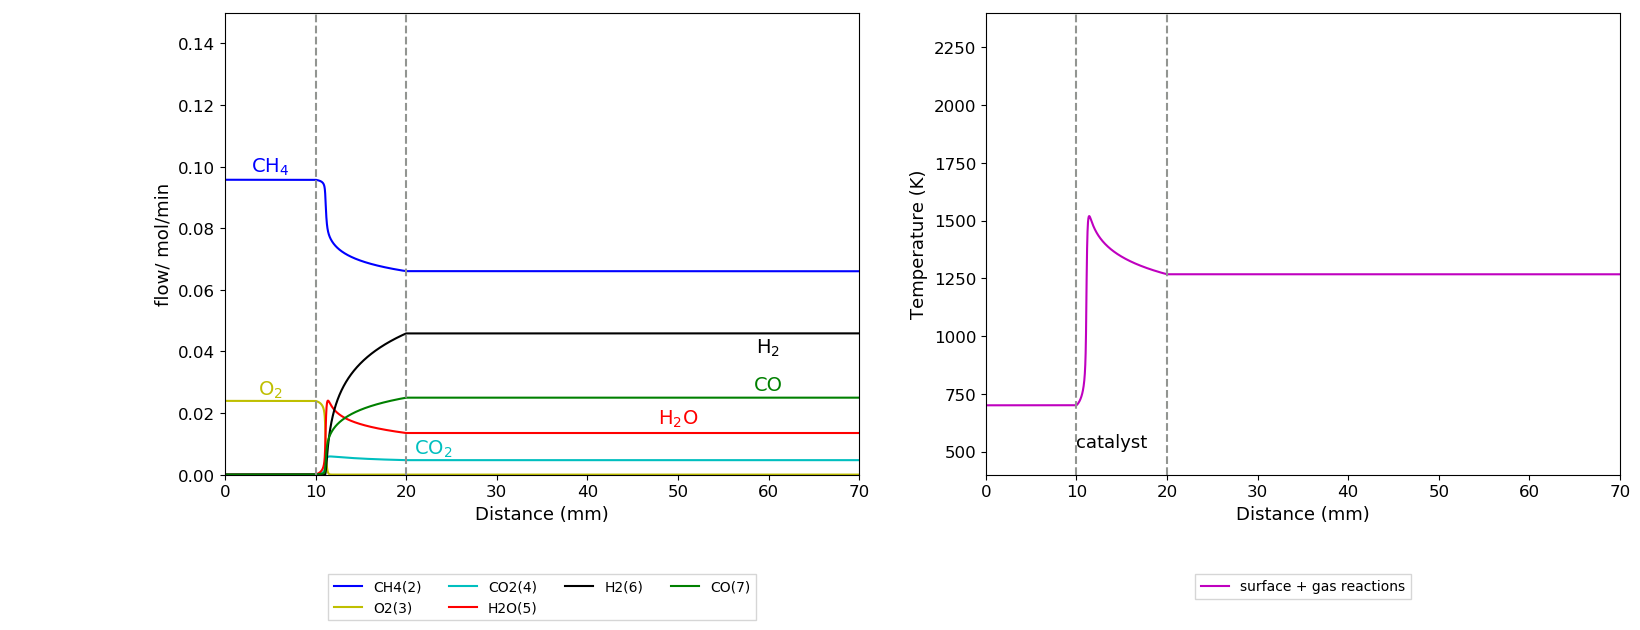 0.14
0.12
0.10
0.08
0.06
0.04
0.02
0.00
flow/ mol/min
CH₄
O₂
H₂
CO
H₂O
CO₂
0 10 20 30 40 50 60 70
Distance (mm)
CH4(2) CO2(4) H2(6) CO(7)
O2(3) H2O(5)
2250
2000
1750
1500
1250
1000
750
500
Temperature (K)
catalyst
0 10 20 30 40 50 60 70
Distance (mm)
surface + gas reactions